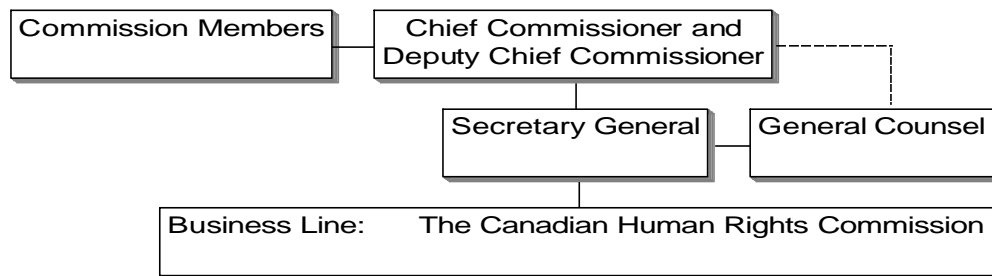 Commission Members
Chief Commissioner and
Deputy Chief Commissioner
Secretary General
General Counsel
Business Line: The Canadian Human Rights Commission